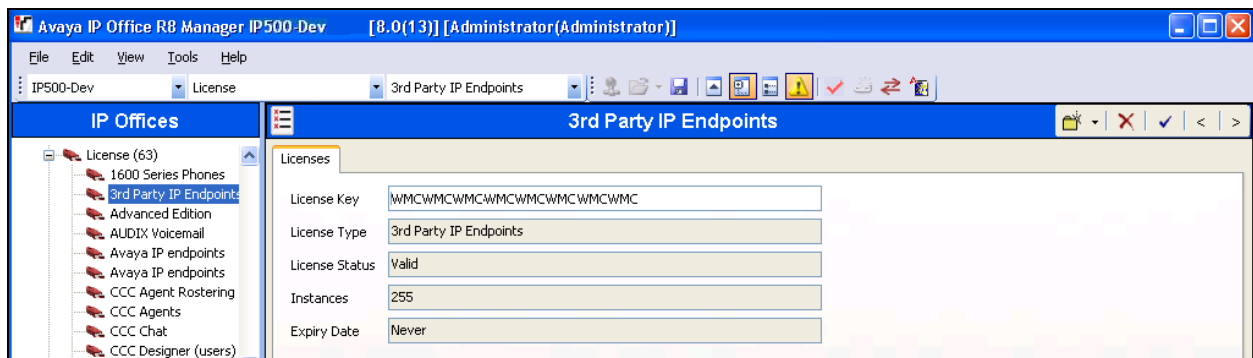 Avaya IP Office R8 Manager IP500-Dev [8.0(13)] [Administrator(Administrator)]
File Edit View Tools Help
IP500-Dev License 3rd Party IP Endpoints
IP Offices 3rd Party IP Endpoints
License (63)
1600 Series Phones
3rd Party IP Endpoints
Advanced Edition
AUDIX Voicemail
Avaya IP endpoints
Avaya IP endpoints
CCC Agent Rostering
CCC Agents
CCC Chat
CCC Designer (users)
Licenses
License Key WMCWMCWMCWMCWMCWMCWMCWMC
License Type 3rd Party IP Endpoints
License Status Valid
Instances 255
Expiry Date Never